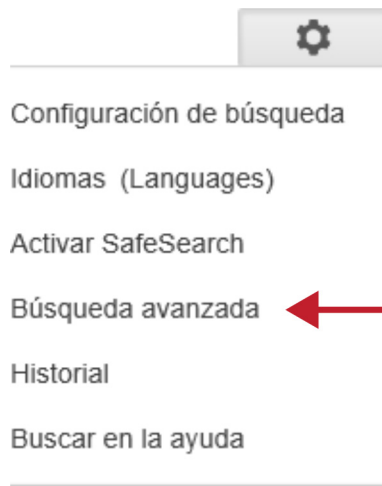 Configuración de búsqueda
Idiomas (Languages)
Activar SafeSearch
Búsqueda avanzada
Historial
Buscar en la ayuda